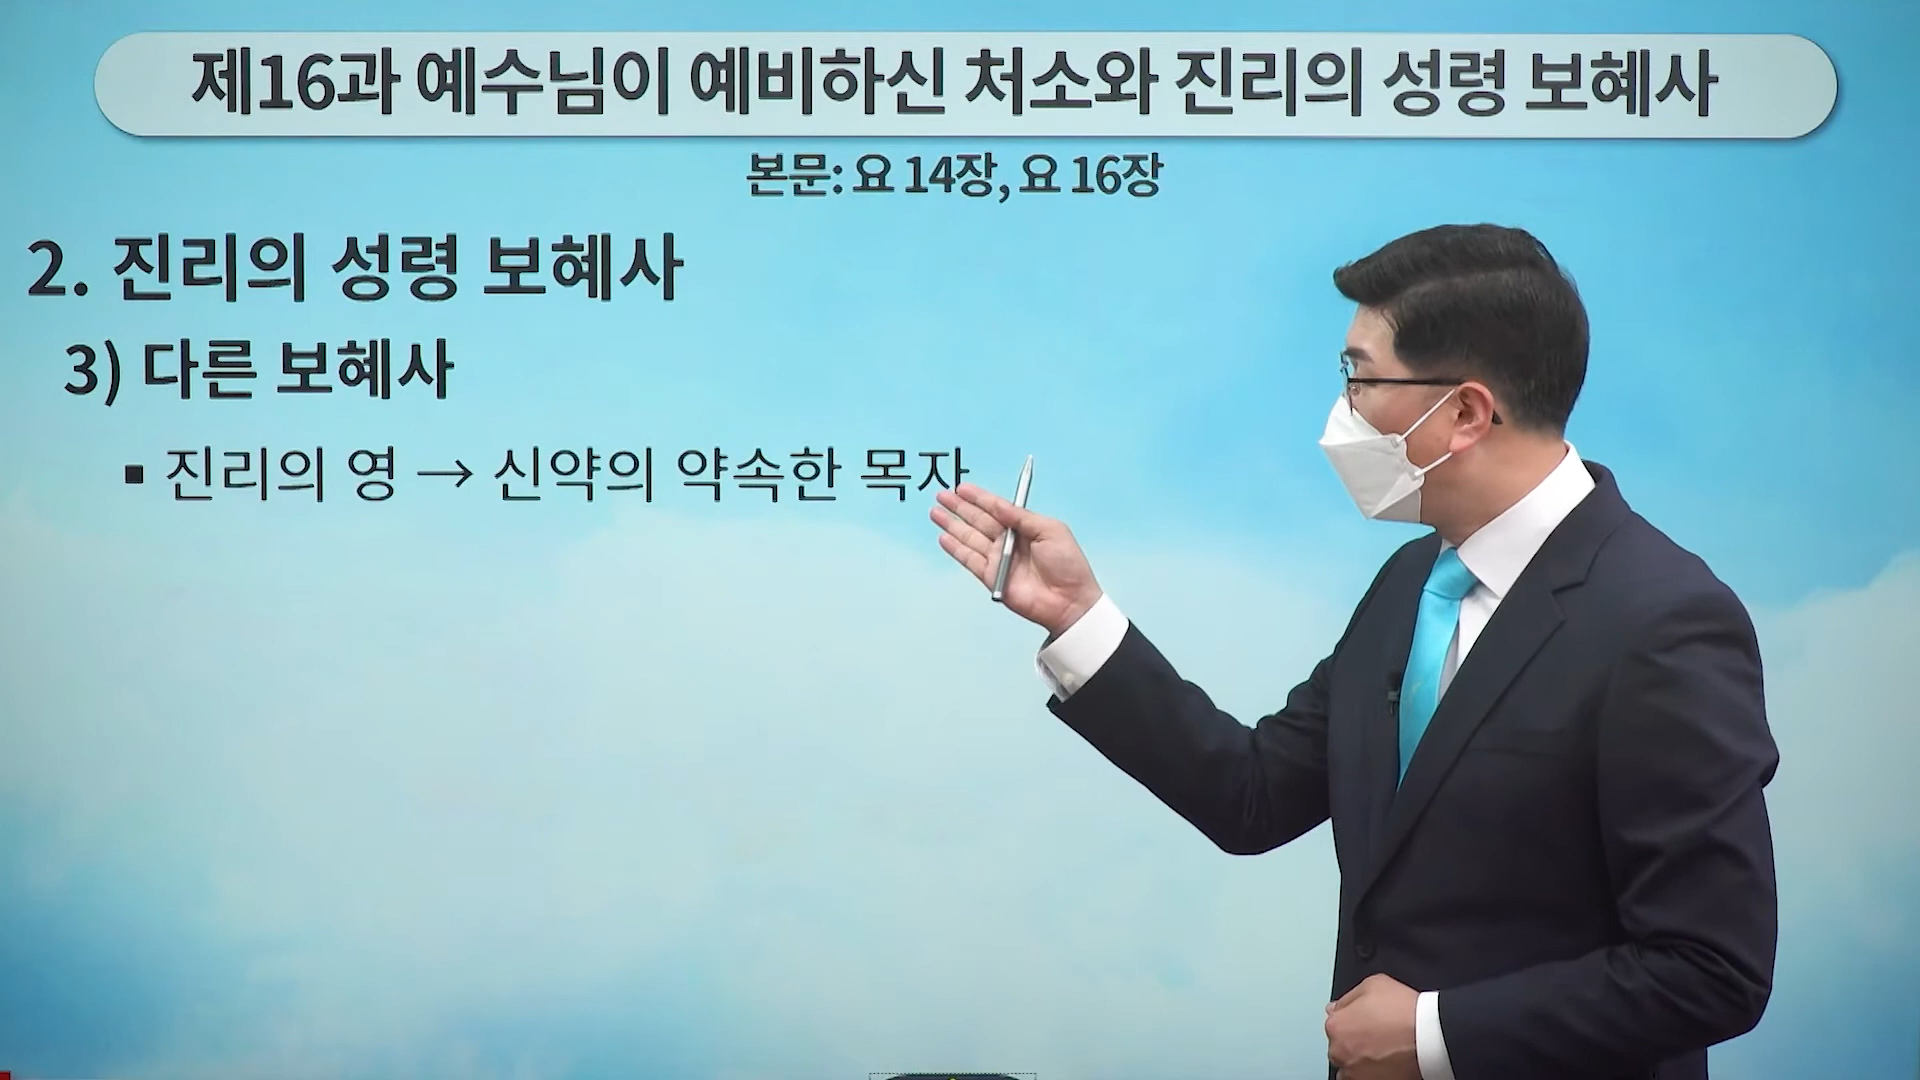 제16과 예수님이 예비하신 처소와 진리의 성령 보혜사
본문: 요 14장, 요 16장
2. 진리의 성령 보혜사
3) 다른 보혜사
▪ 진리의 영 → 신약의 약속한 목자